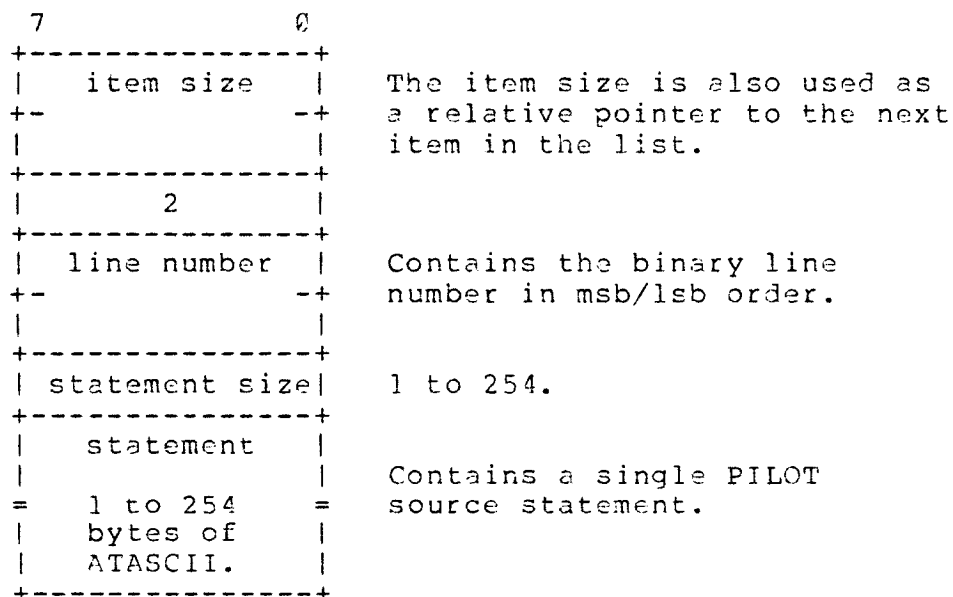 7 0
item size The item size is also used as
a relative pointer to the next
item in the list.
2
line number Contains the binary line
number in msb/lsb order.
statement size 1 to 254.
statement
Contains a single PILOT
1 to 254 source statement.
bytes of
ATASCII.